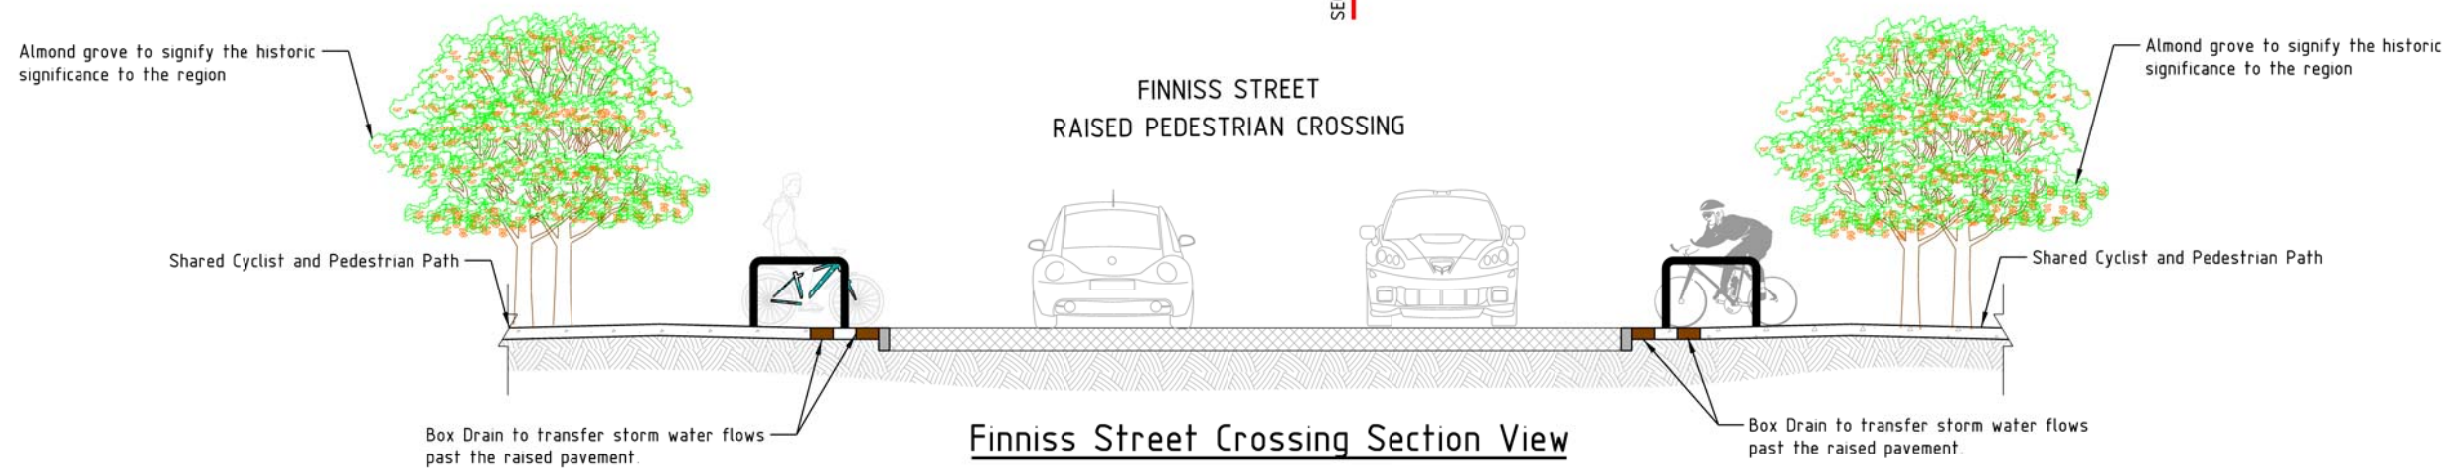 SE
Almond grove to signify the historic
significance to the region
FINNISS STREET
RAISED PEDESTRIAN CROSSING
Almond grove to signify the historic
significance to the region
Shared Cyclist and Pedestrian Path
Shared Cyclist and Pedestrian Path
Box Drain to transfer storm water flows
past the raised pavement.
Finniss Street Crossing Section View
Box Drain to transfer storm water flows
past the raised pavement.